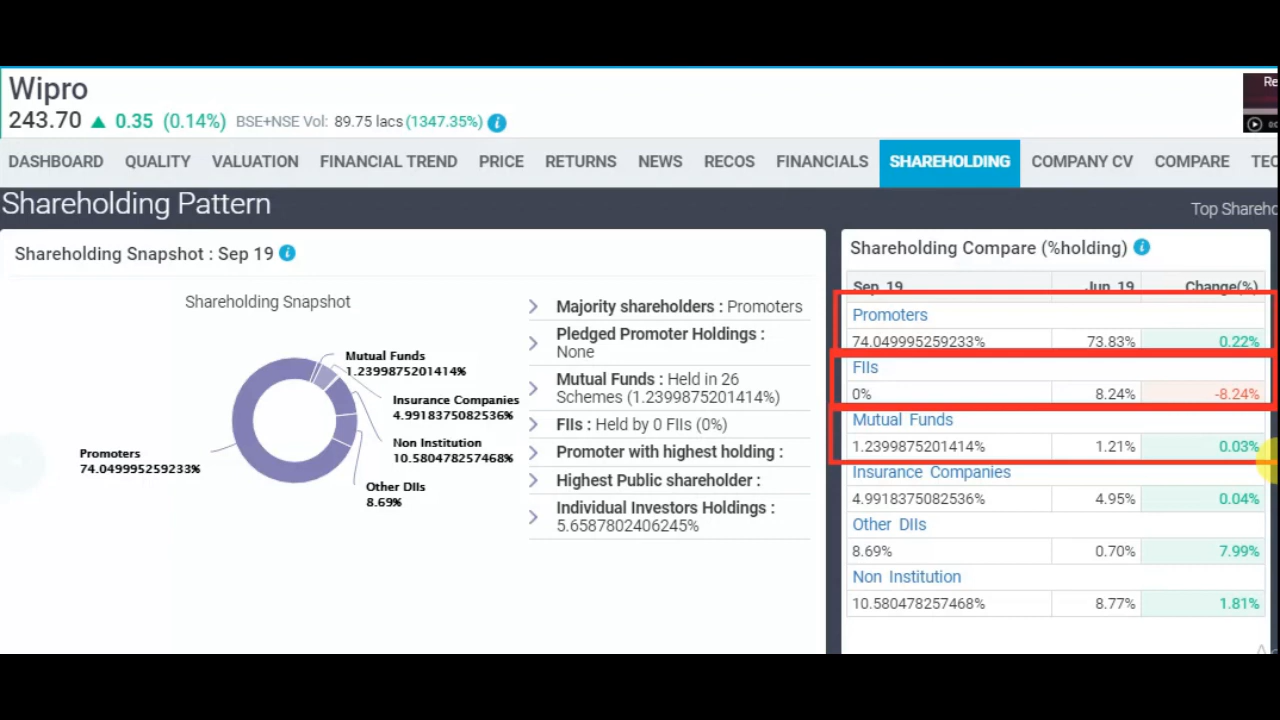 Wipro
243.70 ▲ 0.35 (0.14%) BSE+NSE Vol: 89.75 lacs (1347.35%)
DASHBOARD QUALITY VALUATION FINANCIAL TREND PRICE RETURNS NEWS RECOS FINANCIALS SHAREHOLDING COMPANY CV COMPARE
Shareholding Pattern
Shareholding Snapshot : Sep 19
Shareholding Snapshot
Mutual Funds
1.2399875201414%
Insurance Companies
4.9918375082536%
Non Institution
10.580478257468%
Promoters
74.049995259233%
Other DIIs
8.69%
Majority shareholders : Promoters
Pledged Promoter Holdings :
None
Mutual Funds : Held in 26
Schemes (1.2399875201414%)
FIIs : Held by 0 FIIs (0%)
Promoter with highest holding :
Highest Public shareholder :
Individual Investors Holdings :
5.6587802406245%
Top
Shareholding Compare (%holding)
Sep 19 Jun 19 Change(%)
Promoters
74.049995259233% 73.83% 0.22%
FIIs
0% 8.24% -8.24%
Mutual Funds
1.2399875201414% 1.21% 0.03%
Insurance Companies
4.9918375082536% 4.95% 0.04%
Other DIIs
8.69% 0.70% 7.99%
Non Institution
10.580478257468% 8.77% 1.81%